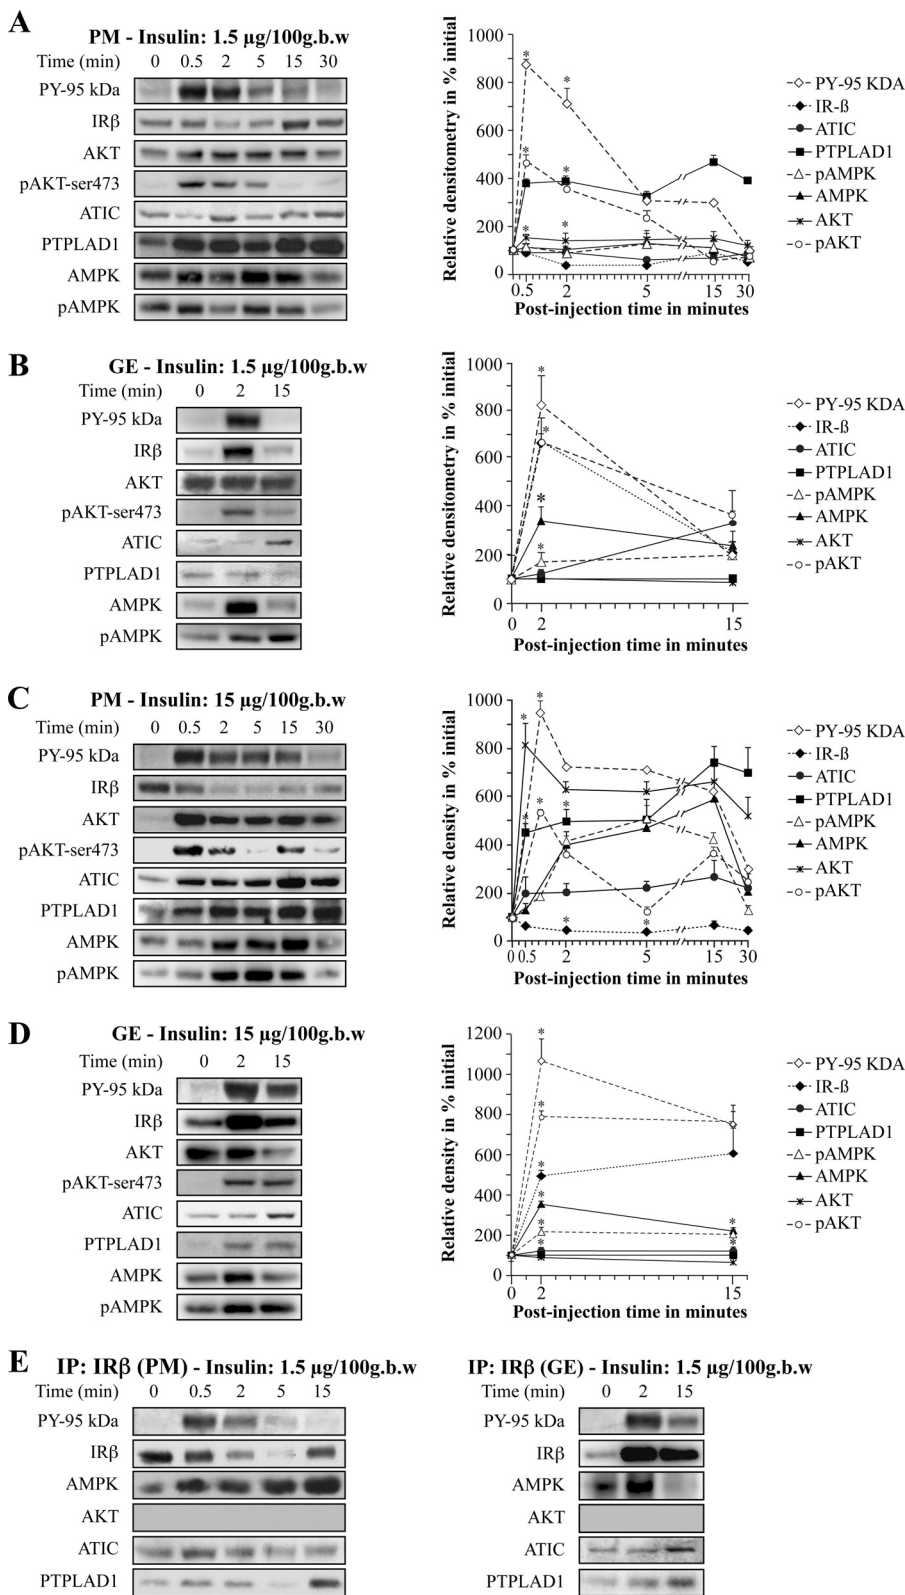 A
PM - Insulin: 1.5 µg/100g.b.w
Time (min) 0 0.5 2 5 15 30
PY-95 kDa
IRβ
AKT
pAKT-ser473
ATIC
PTPLAD1
AMPK
pAMPK
Relative densitometry in % initial
1000
800
600
400
200
0
* * * * * *
0.5 2 5 15 30
Post-injection time in minutes
PY-95 KDA
IR-ß
ATIC
PTPLAD1
pAMPK
AMPK
AKT
pAKT
B
GE - Insulin: 1.5 µg/100g.b.w
Time (min) 0 2 15
PY-95 kDa
IRβ
AKT
pAKT-ser473
ATIC
PTPLAD1
AMPK
pAMPK
Relative densitometry in % initial
1000
800
600
400
200
0
* * * *
0 2 15
Post-injection time in minutes
PY-95 KDA
IR-ß
ATIC
PTPLAD1
pAMPK
AMPK
AKT
pAKT
C
PM - Insulin: 15 µg/100g.b.w
Time (min) 0 0.5 2 5 15 30
PY-95 kDa
IRβ
AKT
pAKT-ser473
ATIC
PTPLAD1
AMPK
pAMPK
Relative density in % initial
1000
800
600
400
200
0
* * * * * * *
0 0.5 2 5 15 30
Post-injection time in minutes
PY-95 KDA
IR-ß
ATIC
PTPLAD1
pAMPK
AMPK
AKT
pAKT
D
GE - Insulin: 15 µg/100g.b.w
Time (min) 0 2 15
PY-95 kDa
IRβ
AKT
pAKT-ser473
ATIC
PTPLAD1
AMPK
pAMPK
Relative density in % initial
1200
1000
800
600
400
200
0
* * * * * * * *
0 2 15
Post-injection time in minutes
PY-95 KDA
IR-ß
ATIC
PTPLAD1
pAMPK
AMPK
AKT
pAKT
E
IP: IRβ (PM) - Insulin: 1.5 µg/100g.b.w
Time (min) 0 0.5 2 5 15
PY-95 kDa
IRβ
AMPK
AKT
ATIC
PTPLAD1
IP: IRβ (GE) - Insulin: 1.5 µg/100g.b.w
Time (min) 0 2 15
PY-95 kDa
IRβ
AMPK
AKT
ATIC
PTPLAD1